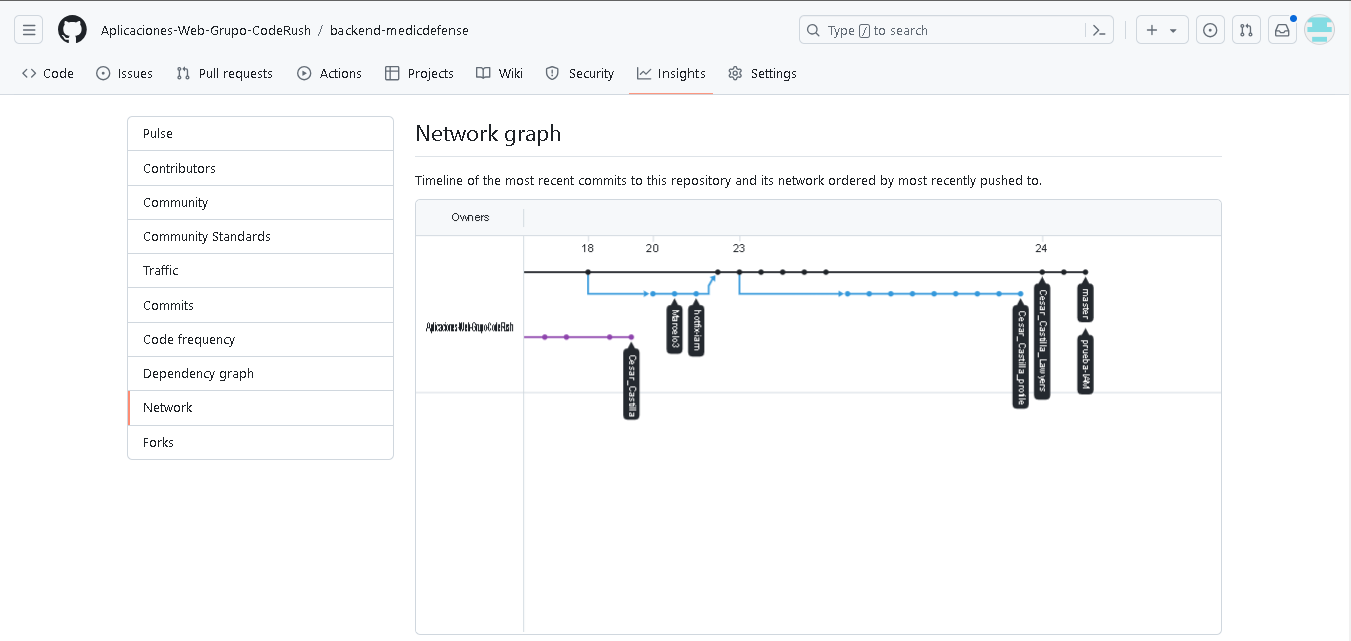 Aplicaciones-Web-Grupo-CodeRush / backend-medicdefense
Type / to search
Code Issues Pull requests Actions Projects Wiki Security Insights Settings
Pulse
Contributors
Community
Community Standards
Traffic
Commits
Code frequency
Dependency graph
Network
Forks
Network graph
Timeline of the most recent commits to this repository and its network ordered by most recently pushed to.
Owners
18 20 23 24
Aplicaciones-Web-Grupo-CodeRush
Cesar_Castilla
Marcelo3
hotfix-iam
Cesar_Castilla_profile
Cesar_Castilla_Lawyers
master
prueba-IAM